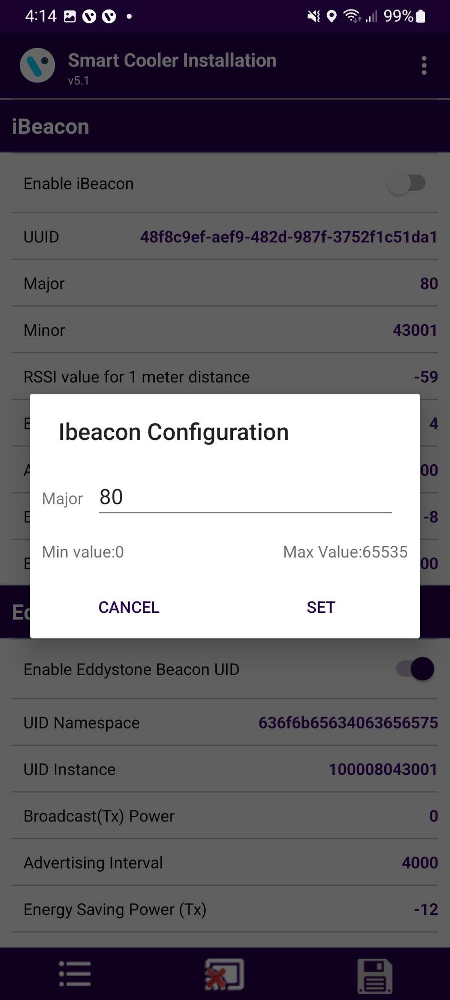 4:14
99%
Smart Cooler Installation
v5.1
iBeacon
Enable iBeacon
UUID 48f8c9ef-aef9-482d-987f-3752f1c51da1
Major 80
Minor 43001
RSSI value for 1 meter distance -59
4
Ibeacon Configuration
00
Major 80
-8
Min value:0 Max Value:65535
00
CANCEL SET
Enable Eddystone Beacon UID
UID Namespace 636f6b65634063656575
UID Instance 100008043001
Broadcast(Tx) Power 0
Advertising Interval 4000
Energy Saving Power (Tx) -12